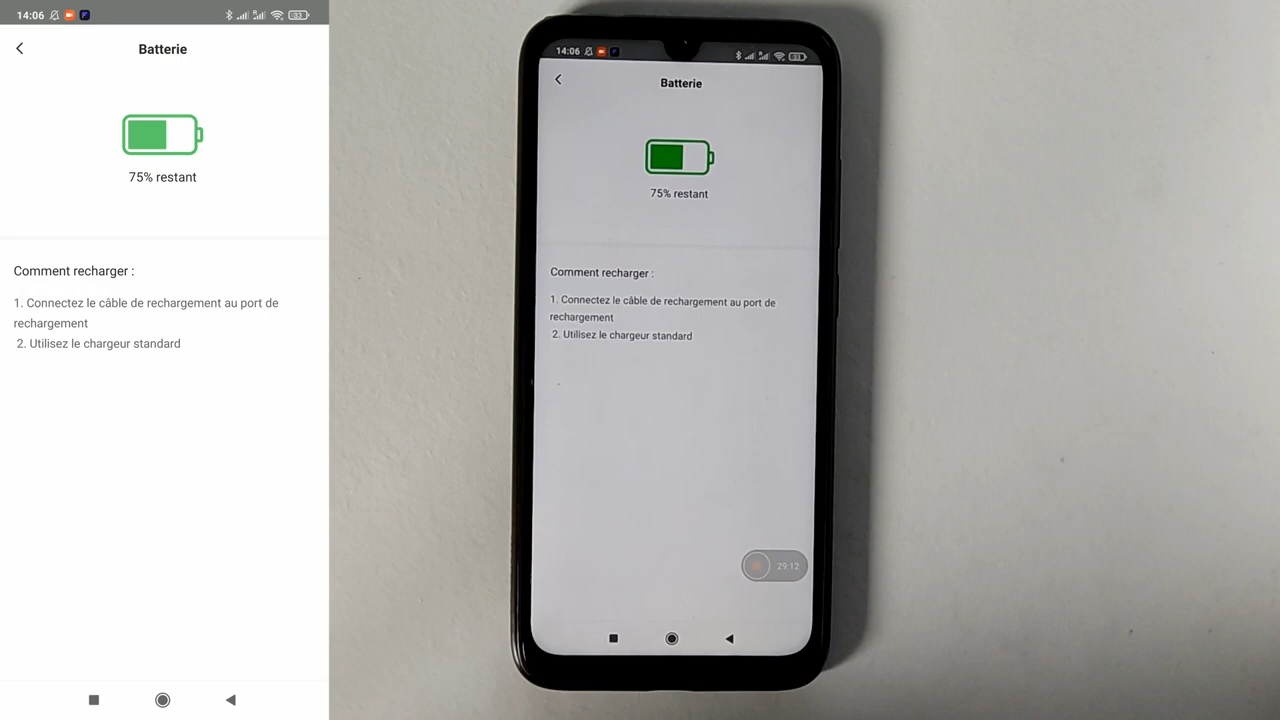 14:06
33
Batterie
75% restant
Comment recharger :
1. Connectez le câble de rechargement au port de
rechargement
2. Utilisez le chargeur standard
14:06
33
Batterie
75% restant
Comment recharger :
1. Connectez le câble de rechargement au port de
rechargement
2. Utilisez le chargeur standard
29:12